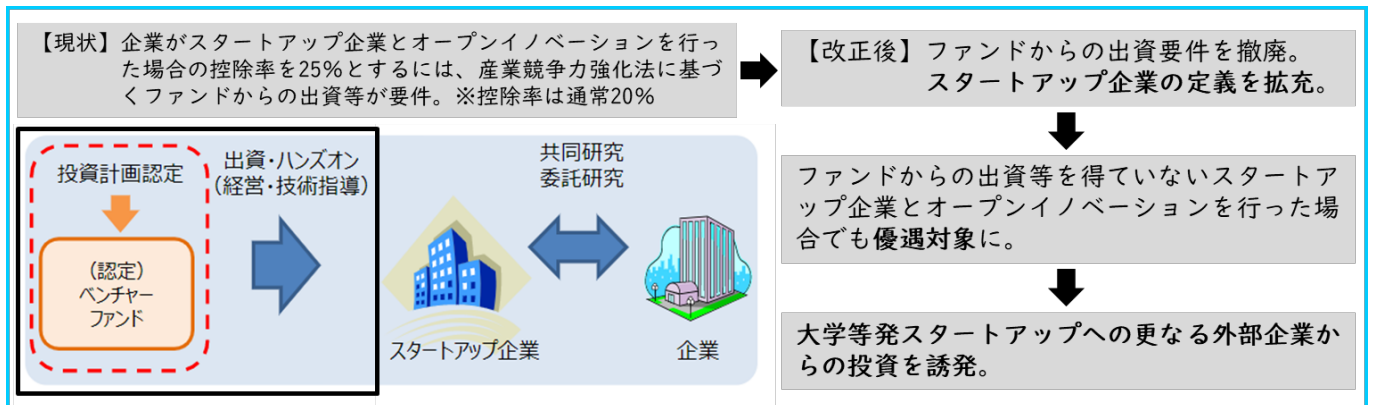 【現状】企業がスタートアップ企業とオープンイノベーションを行っ
た場合の控除率を25%とするには、産業競争力強化法に基づ
くファンドからの出資等が要件。※控除率は通常20%
【改正後】ファンドからの出資要件を撤廃。
スタートアップ企業の定義を拡充。
投資計画認定
(認定)
ベンチャー
ファンド
出資・ハンズオン
(経営・技術指導)
共同研究
委託研究
スタートアップ企業
企業
ファンドからの出資等を得ていないスタートア
ップ企業とオープンイノベーションを行った場
合でも優遇対象に。
大学等発スタートアップへの更なる外部企業か
らの投資を誘発。